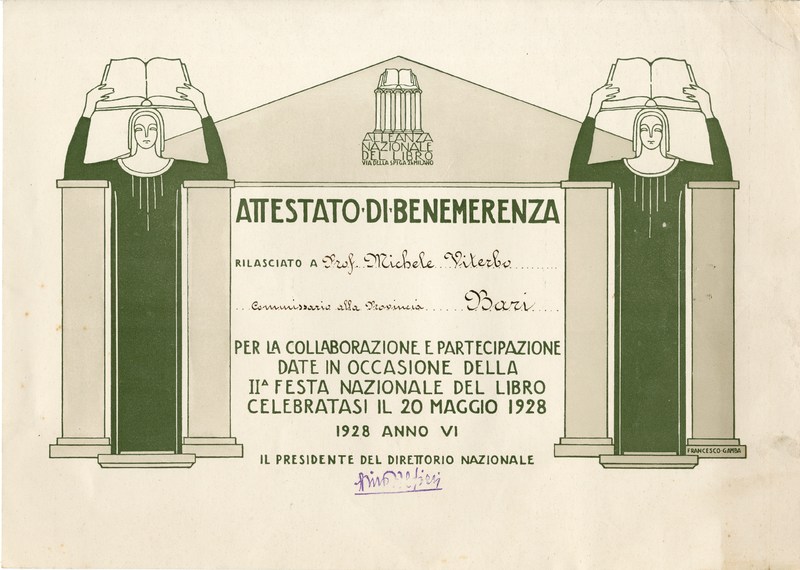 ALLEANZA
NAZIONALE
DEL LIBRO
VIA DELLA SPIGA 24 MILANO
ATTESTATO·DI·BENEMERENZA
RILASCIATO A Prof. Michele Viterbo
Commissario alla Provincia Bari
PER LA COLLABORAZIONE E PARTECIPAZIONE
DATE IN OCCASIONE DELLA
IIᴬ FESTA NAZIONALE DEL LIBRO
CELEBRATASI IL 20 MAGGIO 1928
1928 ANNO VI
IL PRESIDENTE DEL DIRETTORIO NAZIONALE
FRANCESCO-GAMBA